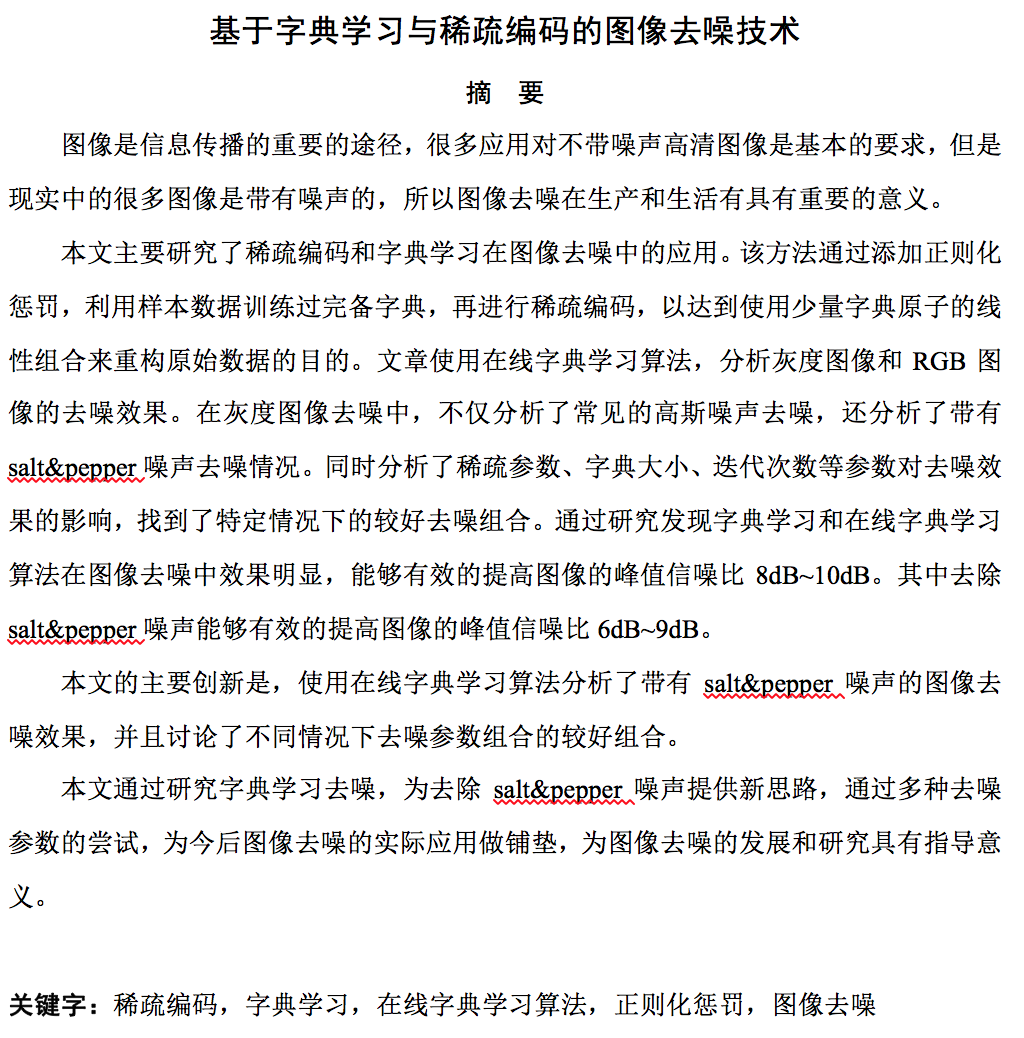 基于字典学习与稀疏编码的图像去噪技术
摘 要
图像是信息传播的重要的途径，很多应用对不带噪声高清图像是基本的要求，但是
现实中的很多图像是带有噪声的，所以图像去噪在生产和生活有具有重要的意义。
本文主要研究了稀疏编码和字典学习在图像去噪中的应用。该方法通过添加正则化
惩罚，利用样本数据训练过完备字典，再进行稀疏编码，以达到使用少量字典原子的线
性组合来重构原始数据的目的。文章使用在线字典学习算法，分析灰度图像和 RGB 图
像的去噪效果。在灰度图像去噪中，不仅分析了常见的高斯噪声去噪，还分析了带有
salt&pepper 噪声去噪情况。同时分析了稀疏参数、字典大小、迭代次数等参数对去噪效
果的影响，找到了特定情况下的较好去噪组合。通过研究发现字典学习和在线字典学习
算法在图像去噪中效果明显，能够有效的提高图像的峰值信噪比 8dB~10dB。其中去除
salt&pepper 噪声能够有效的提高图像的峰值信噪比 6dB~9dB。
本文的主要创新是，使用在线字典学习算法分析了带有 salt&pepper 噪声的图像去
噪效果，并且讨论了不同情况下去噪参数组合的较好组合。
本文通过研究字典学习去噪，为去除 salt&pepper 噪声提供新思路，通过多种去噪
参数的尝试，为今后图像去噪的实际应用做铺垫，为图像去噪的发展和研究具有指导意
义。
关键字：稀疏编码，字典学习，在线字典学习算法，正则化惩罚，图像去噪